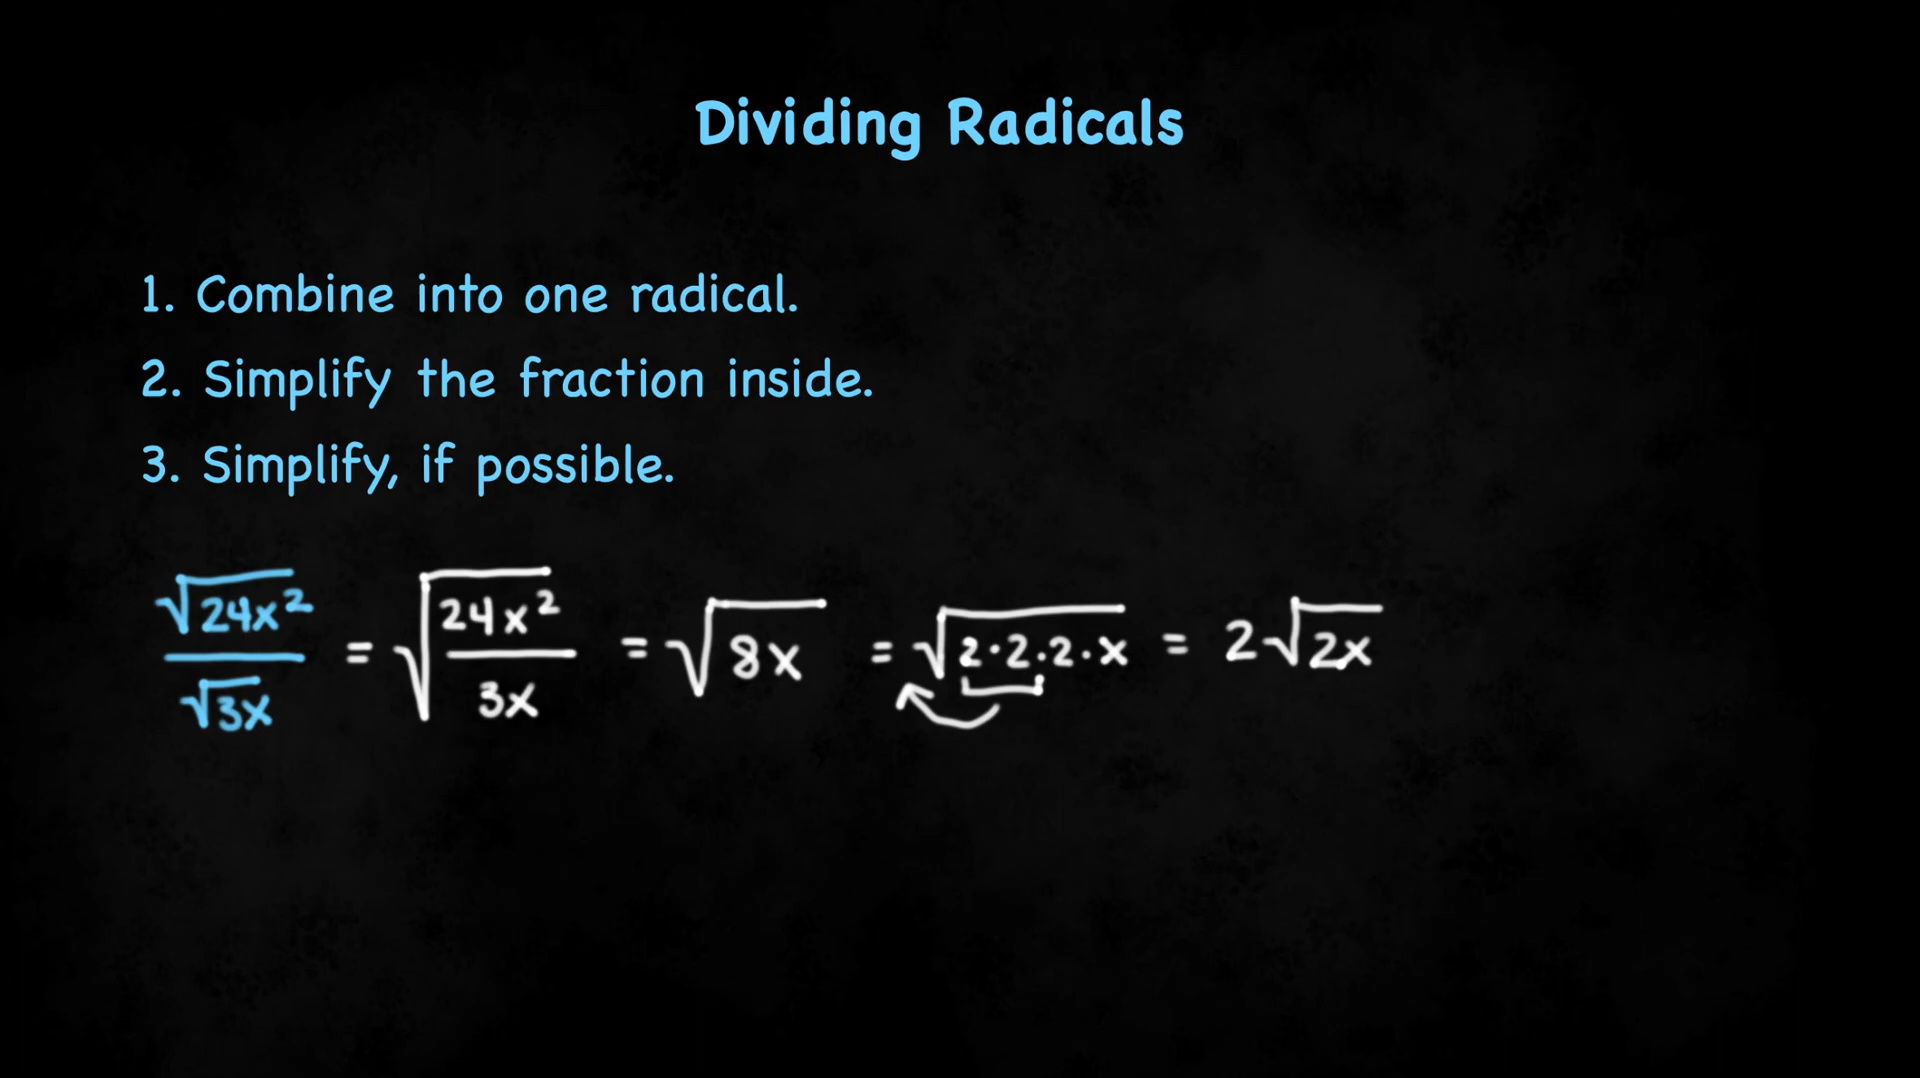 Dividing Radicals
1. Combine into one radical.
2. Simplify the fraction inside.
3. Simplify, if possible.
√24x² / √3x = √(24x² / 3x) = √8x = √2·2·2·x = 2√2x